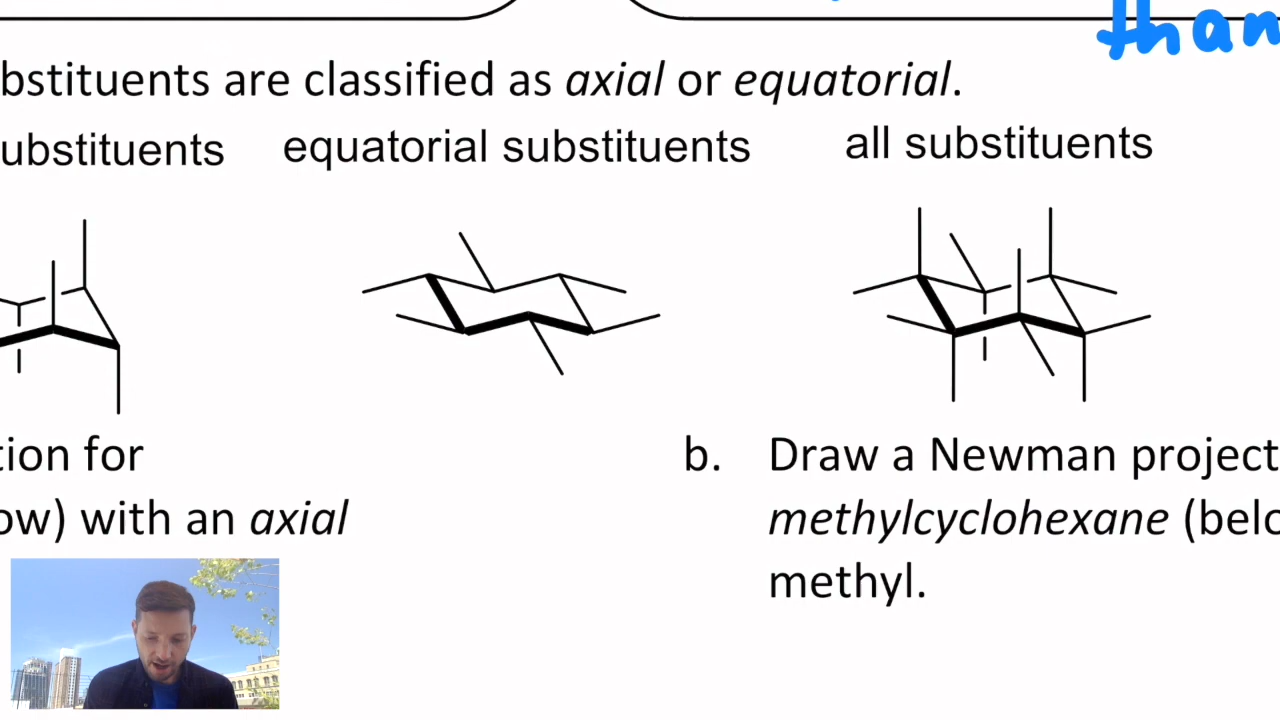 than
bstituents are classified as axial or equatorial.
ubstituents equatorial substituents all substituents
tion for
ow) with an axial
b. Draw a Newman project
methylcyclohexane (belo
methyl.